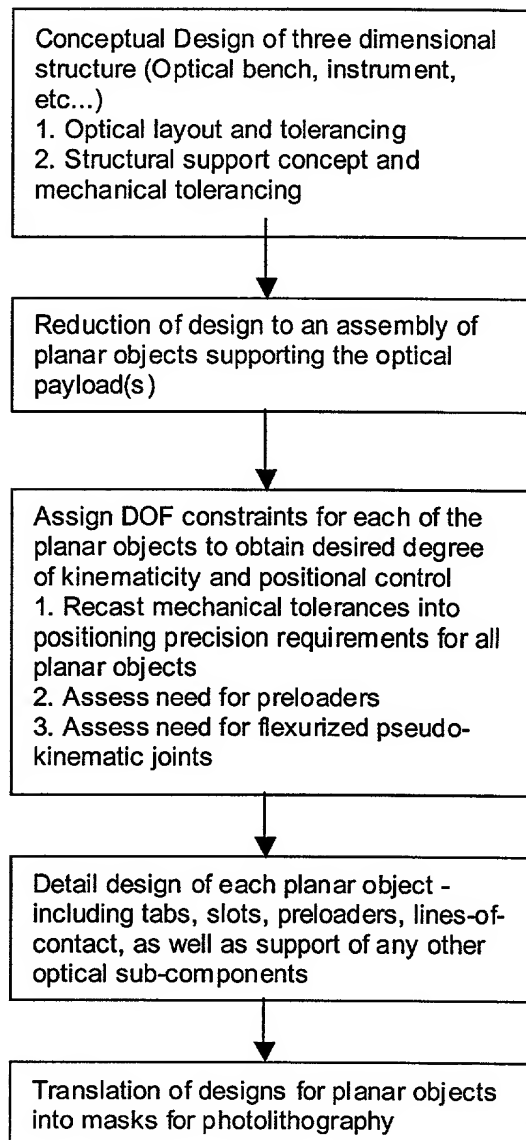 Conceptual Design of three dimensional
structure (Optical bench, instrument,
etc...)
1. Optical layout and tolerancing
2. Structural support concept and
mechanical tolerancing
Reduction of design to an assembly of
planar objects supporting the optical
payload(s)
Assign DOF constraints for each of the
planar objects to obtain desired degree
of kinematicity and positional control
1. Recast mechanical tolerances into
positioning precision requirements for all
planar objects
2. Assess need for preloaders
3. Assess need for flexurized pseudo-
kinematic joints
Detail design of each planar object -
including tabs, slots, preloaders, lines-of-
contact, as well as support of any other
optical sub-components
Translation of designs for planar objects
into masks for photolithography